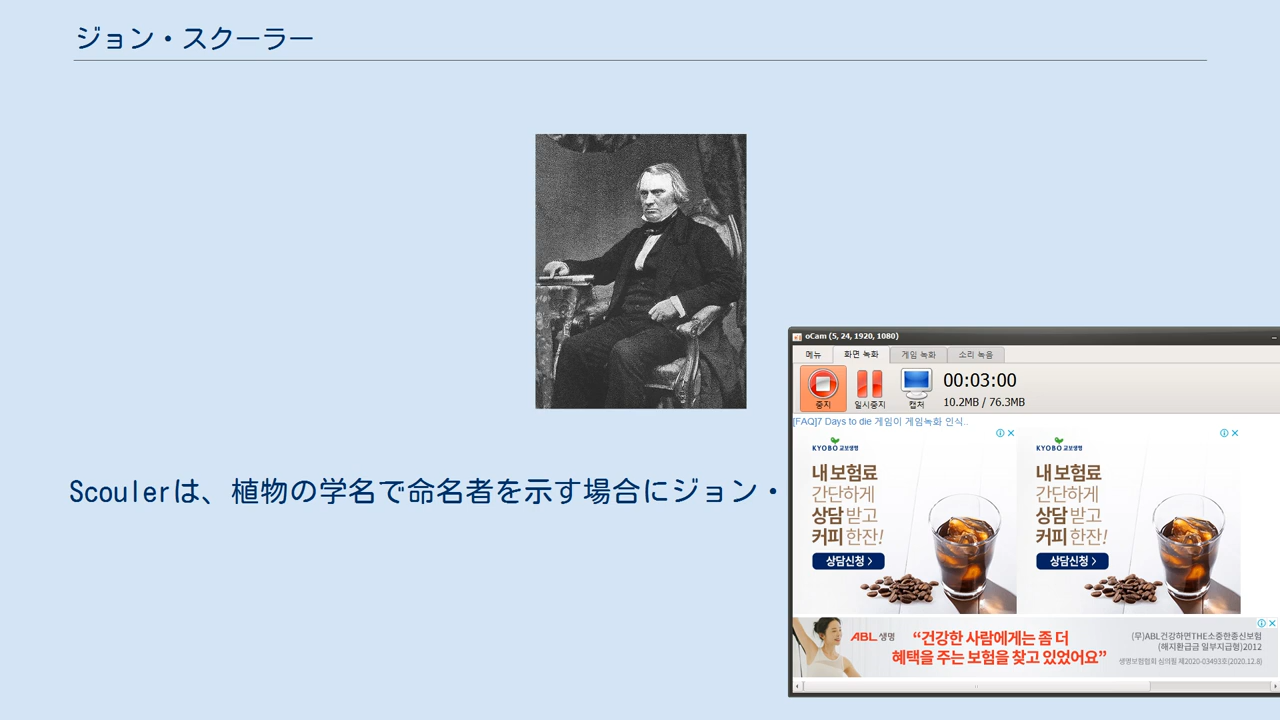 ジョン・スクーラー
Scoulerは、植物の学名で命名者を示す場合にジョン・
oCam (5, 24, 1920, 1080)
메뉴 화면 녹화 게임 녹화 소리 녹음
중지 일시중지 캡처
00:03:00
10.2MB / 76.3MB
[FAQ]7 Days to die 게임이 게임녹화 인식..
KYOBO 교보생명
내 보험료
간단하게
상담 받고
커피 한잔!
상담신청 >
KYOBO 교보생명
내 보험료
간단하게
상담 받고
커피 한잔!
상담신청 >
ABL 생명
“건강한 사람에게는 좀 더
혜택을 주는 보험을 찾고 있었어요”
(무)ABL건강하면THE소중한종신보험
(해지환급금 일부지급형)2012
생명보험협회 심의필 제2020-03493호(2020.12.8)